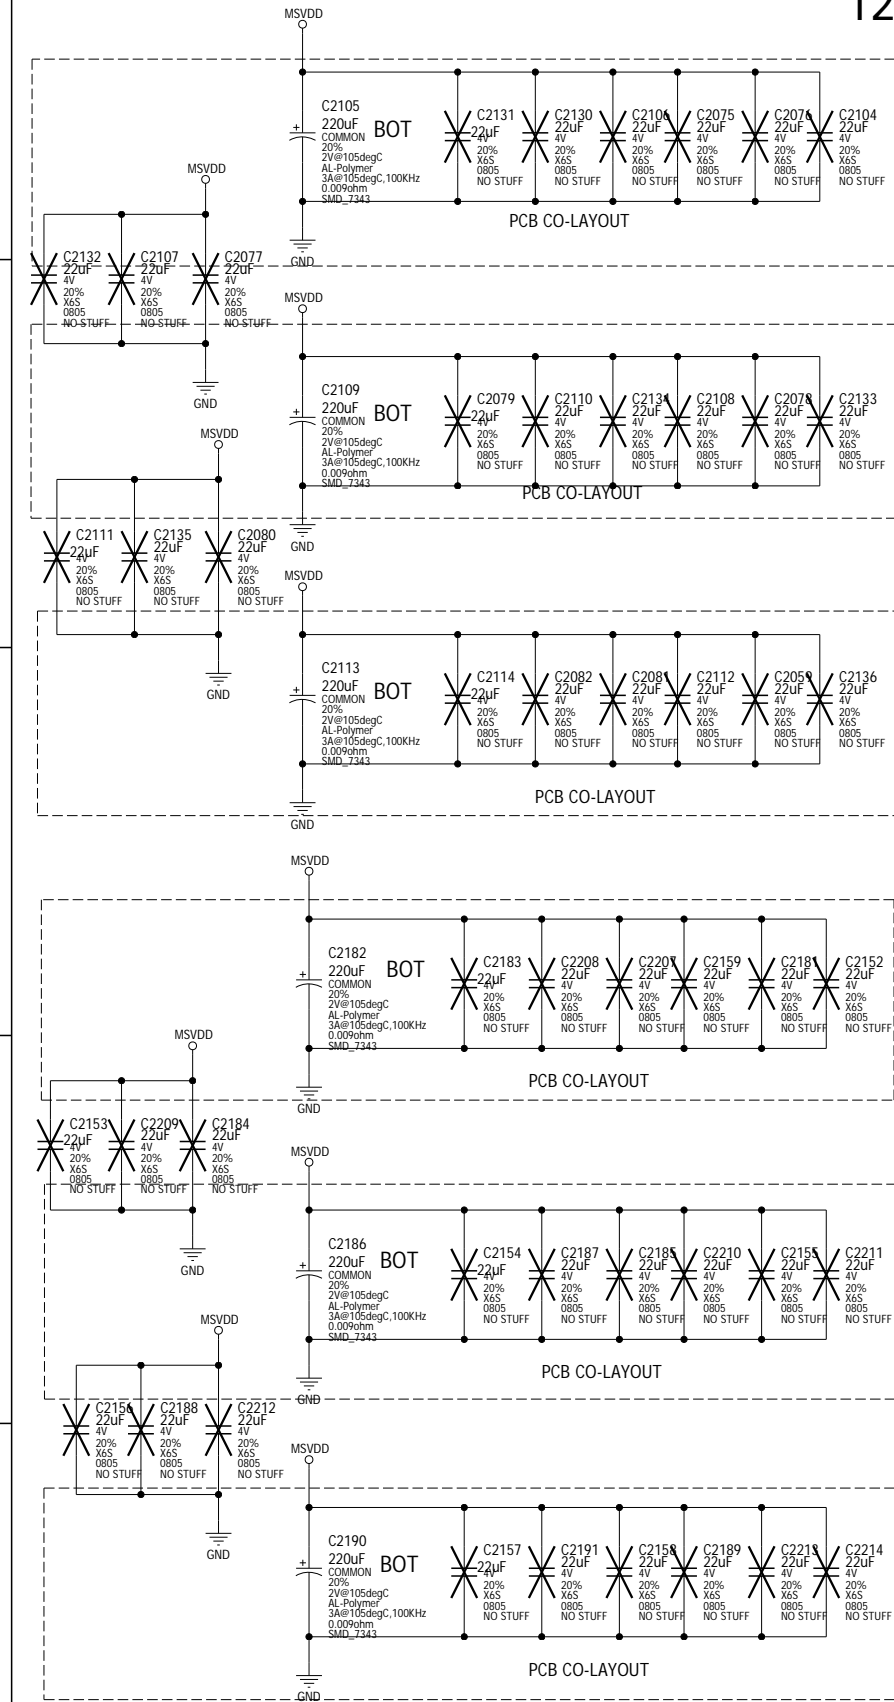 12
MSVDD
C2105
220uF
COMMON
20%
2V@105degC
AL-Polymer
3A@105degC,100KHz
0.009ohm
SMD_7343
BOT
C2131
22uF
4V
20%
X6S
0805
NO STUFF
C2130
22uF
4V
20%
X6S
0805
NO STUFF
C2106
22uF
4V
20%
X6S
0805
NO STUFF
C2075
22uF
4V
20%
X6S
0805
NO STUFF
C2076
22uF
4V
20%
X6S
0805
NO STUFF
C2104
22uF
4V
20%
X6S
0805
NO STUFF
PCB CO-LAYOUT
GND
MSVDD
C2132
22uF
4V
20%
X6S
0805
NO STUFF
C2107
22uF
4V
20%
X6S
0805
NO STUFF
C2077
22uF
4V
20%
X6S
0805
NO STUFF
GND
MSVDD
C2109
220uF
COMMON
20%
2V@105degC
AL-Polymer
3A@105degC,100KHz
0.009ohm
SMD_7343
BOT
C2079
22uF
4V
20%
X6S
0805
NO STUFF
C2110
22uF
4V
20%
X6S
0805
NO STUFF
C2134
22uF
4V
20%
X6S
0805
NO STUFF
C2108
22uF
4V
20%
X6S
0805
NO STUFF
C2078
22uF
4V
20%
X6S
0805
NO STUFF
C2133
22uF
4V
20%
X6S
0805
NO STUFF
PCB CO-LAYOUT
GND
MSVDD
C2111
22uF
4V
20%
X6S
0805
NO STUFF
C2135
22uF
4V
20%
X6S
0805
NO STUFF
C2080
22uF
4V
20%
X6S
0805
NO STUFF
GND
MSVDD
C2113
220uF
COMMON
20%
2V@105degC
AL-Polymer
3A@105degC,100KHz
0.009ohm
SMD_7343
BOT
C2114
22uF
4V
20%
X6S
0805
NO STUFF
C2082
22uF
4V
20%
X6S
0805
NO STUFF
C2081
22uF
4V
20%
X6S
0805
NO STUFF
C2112
22uF
4V
20%
X6S
0805
NO STUFF
C2059
22uF
4V
20%
X6S
0805
NO STUFF
C2136
22uF
4V
20%
X6S
0805
NO STUFF
PCB CO-LAYOUT
GND
MSVDD
C2182
220uF
COMMON
20%
2V@105degC
AL-Polymer
3A@105degC,100KHz
0.009ohm
SMD_7343
BOT
C2183
22uF
4V
20%
X6S
0805
NO STUFF
C2208
22uF
4V
20%
X6S
0805
NO STUFF
C2207
22uF
4V
20%
X6S
0805
NO STUFF
C2159
22uF
4V
20%
X6S
0805
NO STUFF
C2181
22uF
4V
20%
X6S
0805
NO STUFF
C2152
22uF
4V
20%
X6S
0805
NO STUFF
PCB CO-LAYOUT
GND
MSVDD
C2153
22uF
4V
20%
X6S
0805
NO STUFF
C2209
22uF
4V
20%
X6S
0805
NO STUFF
C2184
22uF
4V
20%
X6S
0805
NO STUFF
GND
MSVDD
C2186
220uF
COMMON
20%
2V@105degC
AL-Polymer
3A@105degC,100KHz
0.009ohm
SMD_7343
BOT
C2154
22uF
4V
20%
X6S
0805
NO STUFF
C2187
22uF
4V
20%
X6S
0805
NO STUFF
C2185
22uF
4V
20%
X6S
0805
NO STUFF
C2210
22uF
4V
20%
X6S
0805
NO STUFF
C2155
22uF
4V
20%
X6S
0805
NO STUFF
C2211
22uF
4V
20%
X6S
0805
NO STUFF
PCB CO-LAYOUT
GND
MSVDD
C2156
22uF
4V
20%
X6S
0805
NO STUFF
C2188
22uF
4V
20%
X6S
0805
NO STUFF
C2212
22uF
4V
20%
X6S
0805
NO STUFF
GND
MSVDD
C2190
220uF
COMMON
20%
2V@105degC
AL-Polymer
3A@105degC,100KHz
0.009ohm
SMD_7343
BOT
C2157
22uF
4V
20%
X6S
0805
NO STUFF
C2191
22uF
4V
20%
X6S
0805
NO STUFF
C2158
22uF
4V
20%
X6S
0805
NO STUFF
C2189
22uF
4V
20%
X6S
0805
NO STUFF
C2213
22uF
4V
20%
X6S
0805
NO STUFF
C2214
22uF
4V
20%
X6S
0805
NO STUFF
PCB CO-LAYOUT
GND